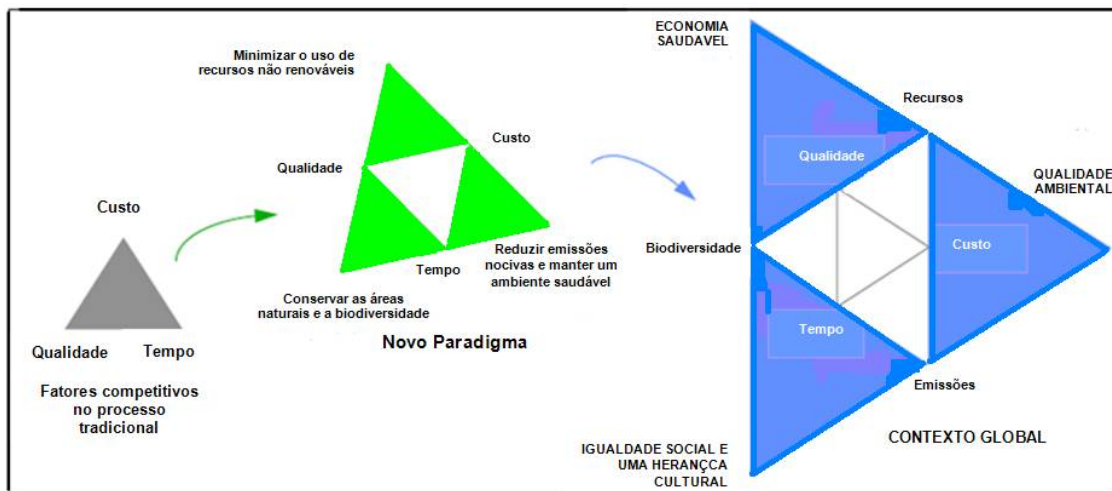 Custo
Qualidade
Tempo
Fatores competitivos
no processo
tradicional
Minimizar o uso de
recursos não renováveis
Custo
Qualidade
Tempo
Reduzir emissões
nocivas e manter um
ambiente saudável
Conservar as áreas
naturais e a biodiversidade
Novo Paradigma
ECONOMIA
SAUDAVEL
Recursos
Qualidade
QUALIDADE
AMBIENTAL
Biodiversidade
Custo
Tempo
Emissões
IGUALDADE SOCIAL E
UMA HERANÇCA
CULTURAL
CONTEXTO GLOBAL